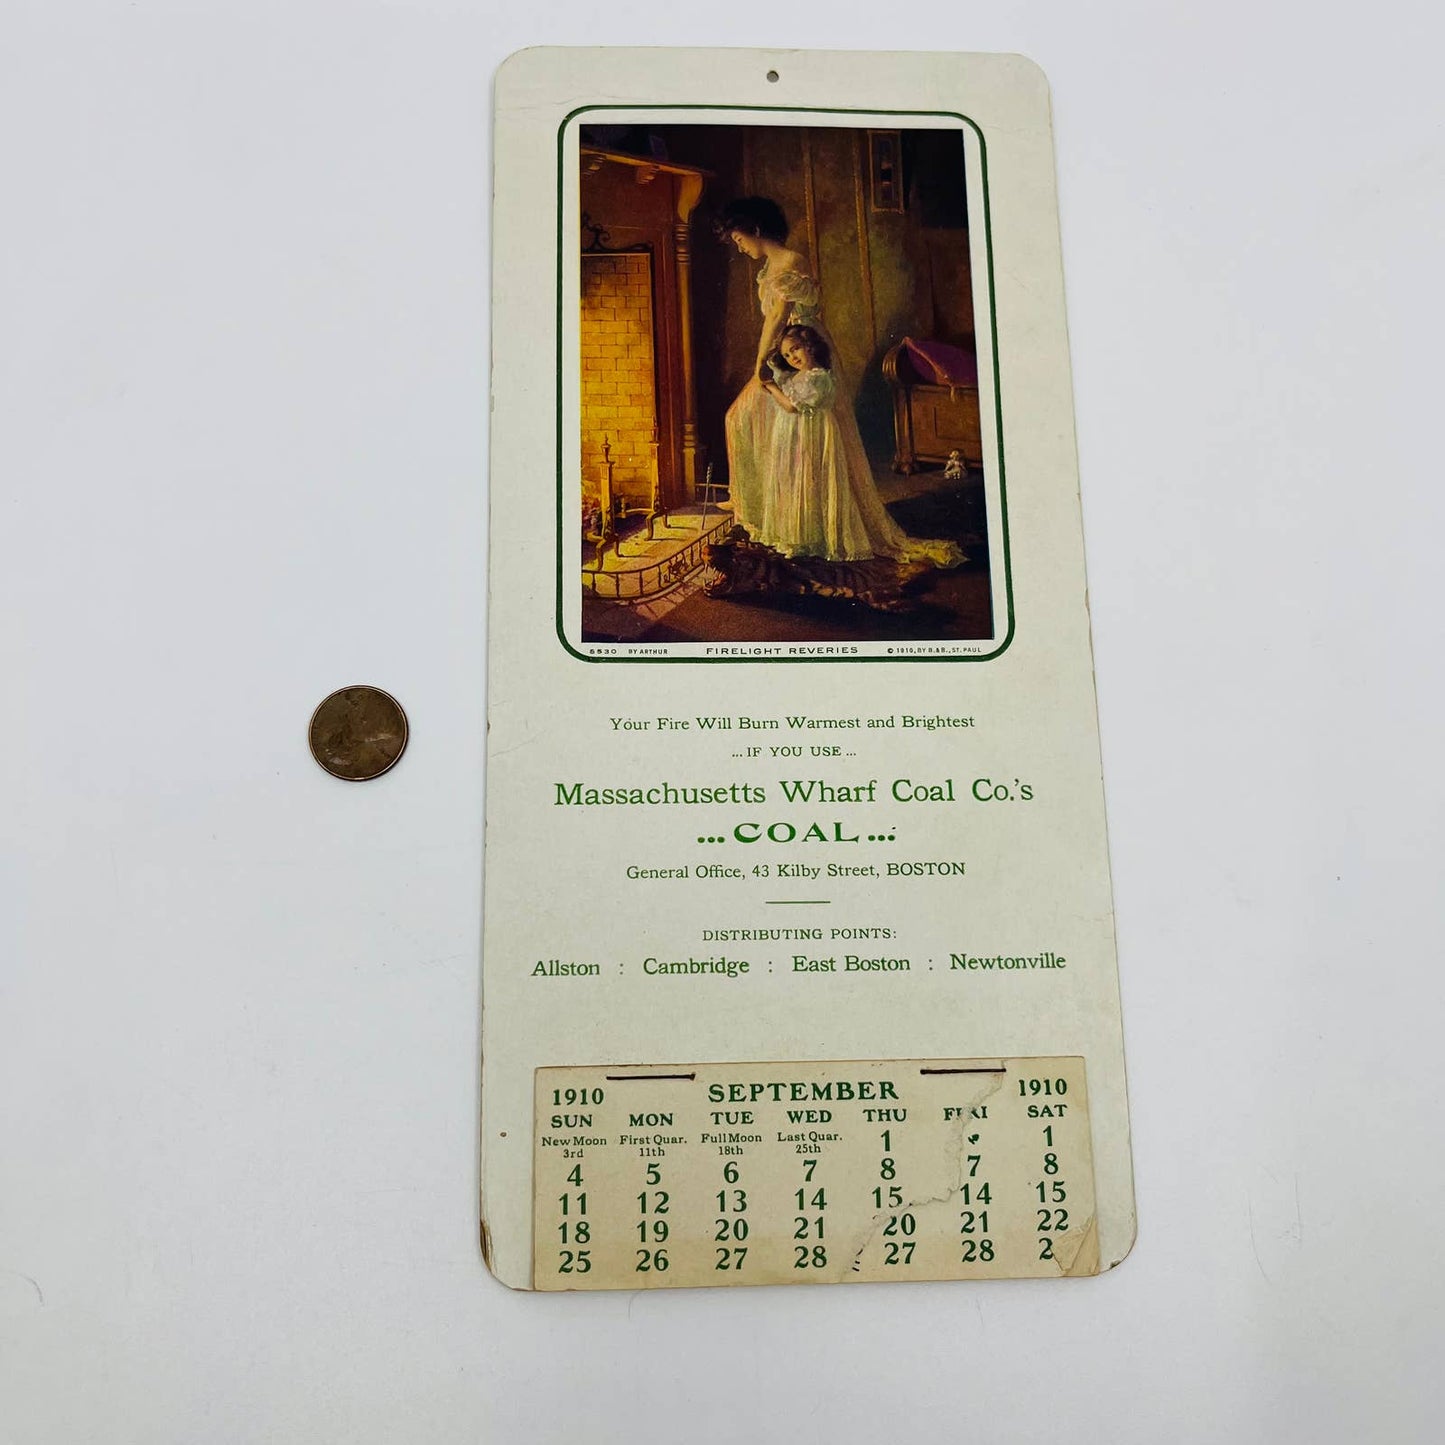 5530 BY ARTHUR FIRELIGHT REVERIES © 1910, BY B.&B., ST. PAUL
Your Fire Will Burn Warmest and Brightest
... IF YOU USE ...
Massachusetts Wharf Coal Co.'s
... COAL ...
General Office, 43 Kilby Street, BOSTON
DISTRIBUTING POINTS:
Allston : Cambridge : East Boston : Newtonville
1910 SEPTEMBER 1910
SUN MON TUE WED THU FRI SAT
New Moon 3rd First Quar. 11th Full Moon 18th Last Quar. 25th 1 1
4 5 6 7 8 7 8
11 12 13 14 15 14 15
18 19 20 21 20 21 22
25 26 27 28 27 28 2